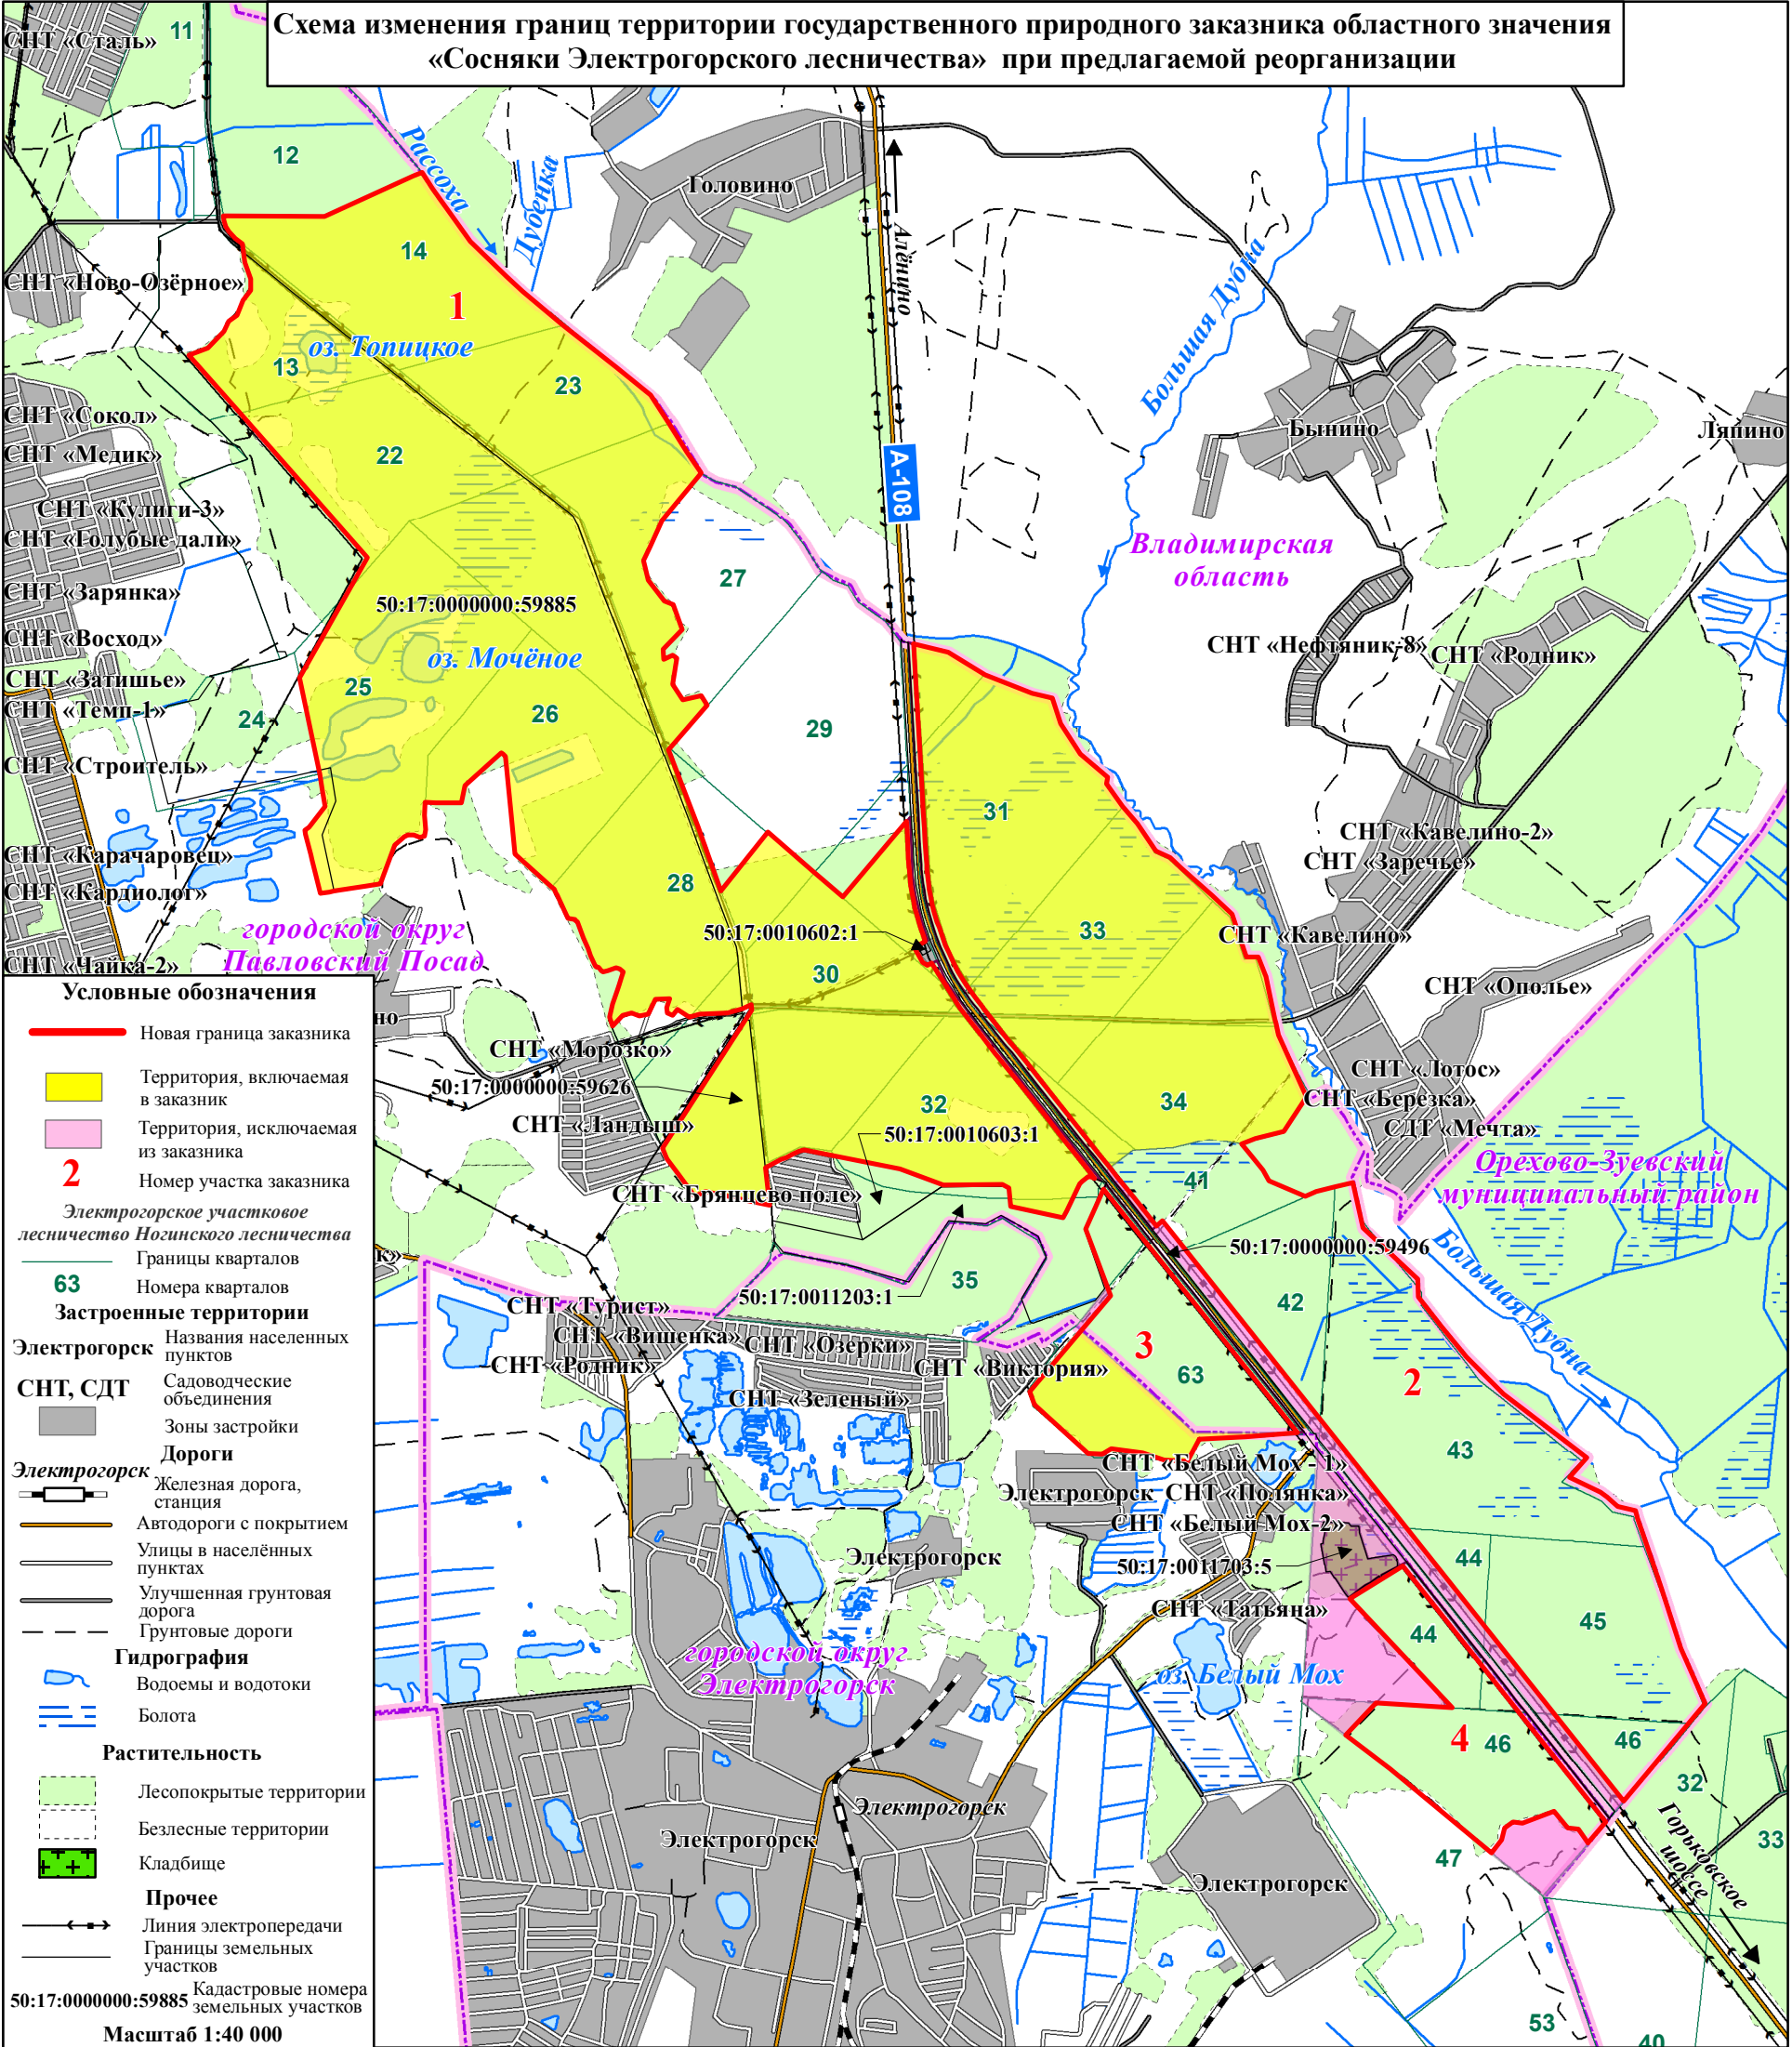 Схема изменения границ территории государственного природного заказника областного значения
«Сосняки Электрогорского лесничества» при предлагаемой реорганизации
СНТ «Сталь»
11
12
Рассоха
Дубенка
Головино
Алёнино
14
СНТ «Ново-Озёрное»
1
оз. Топицкое
13
23
Большая Дубна
СНТ «Сокол»
СНТ «Медик»
22
Бынино
Ляпино
А-108
СНТ «Кулиги-3»
СНТ «Голубые дали»
Владимирская
область
27
СНТ «Зарянка»
50:17:0000000:59885
СНТ «Восход»
оз. Мочёное
СНТ «Нефтяник-8»
СНТ «Родник»
СНТ «Затишье»
25
СНТ «Темп-1»
24
26
29
СНТ «Строитель»
31
СНТ «Кавелино-2»
СНТ «Заречье»
СНТ «Карачаровец»
28
СНТ «Кардиолог»
городской округ
Павловский Посад
50:17:0010602:1
33
СНТ «Кавелино»
СНТ «Чайка-2»
30
СНТ «Ополье»
но
СНТ «Морозко»
50:17:0000000:59626
СНТ «Лотос»
СНТ «Березка»
32
34
СНТ «Ландыш»
50:17:0010603:1
СДТ «Мечта»
Орехово-Зуевский
муниципальный район
41
СНТ «Брянцево поле»
50:17:0000000:59496
Большая Дубна
к»
35
50:17:0011203:1
42
СНТ «Турист»
СНТ «Вишенка»
СНТ «Озерки»
3
СНТ «Родник»
СНТ «Виктория»
63
2
СНТ «Зеленый»
43
СНТ «Белый Мох - 1»
Электрогорск
СНТ «Полянка»
СНТ «Белый Мох-2»
Электрогорск
44
50:17:0011703:5
СНТ «Татьяна»
44
45
городской округ
Электрогорск
оз. Белый Мох
4
46
46
32
Электрогорск
Электрогорск
Горьковское
шоссе
33
47
Электрогорск
53
40
Условные обозначения
Новая граница заказника
Территория, включаемая
в заказник
Территория, исключаемая
из заказника
2
Номер участка заказника
Электрогорское участковое
лесничество Ногинского лесничества
Границы кварталов
63
Номера кварталов
Застроенные территории
Электрогорск
Названия населенных
пунктов
СНТ, СДТ
Садоводческие
объединения
Зоны застройки
Дороги
Электрогорск
Железная дорога,
станция
Автодороги с покрытием
Улицы в населённых
пунктах
Улучшенная грунтовая
дорога
Грунтовые дороги
Гидрография
Водоемы и водотоки
Болота
Растительность
Лесопокрытые территории
Безлесные территории
Кладбище
Прочее
Линия электропередачи
Границы земельных
участков
50:17:0000000:59885
Кадастровые номера
земельных участков
Масштаб 1:40 000